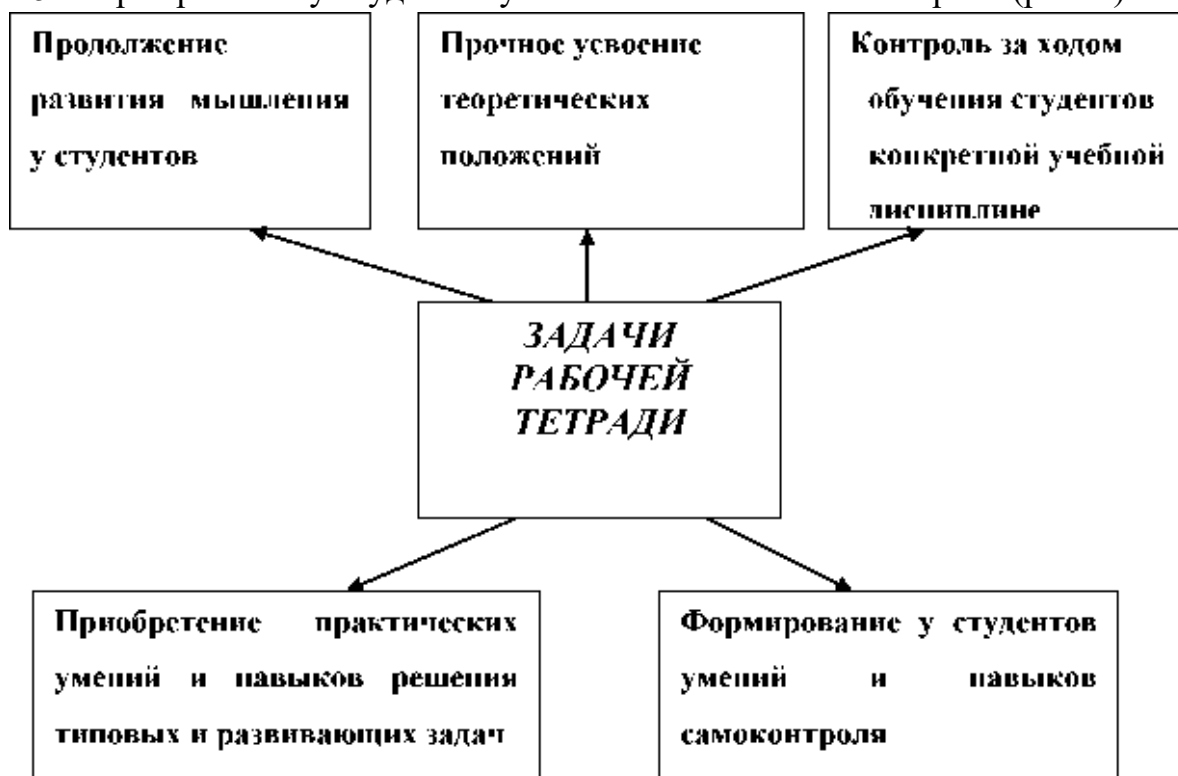 Продолжение
развития мышления
у студентов
Прочное усвоение
теоретических
положений
Контроль за ходом
обучения студентов
конкретной учебной
дисциплине
ЗАДАЧИ
РАБОЧЕЙ
ТЕТРАДИ
Приобретение практических
умений и навыков решения
типовых и развивающих задач
Формирование у студентов
умений и навыков
самоконтроля